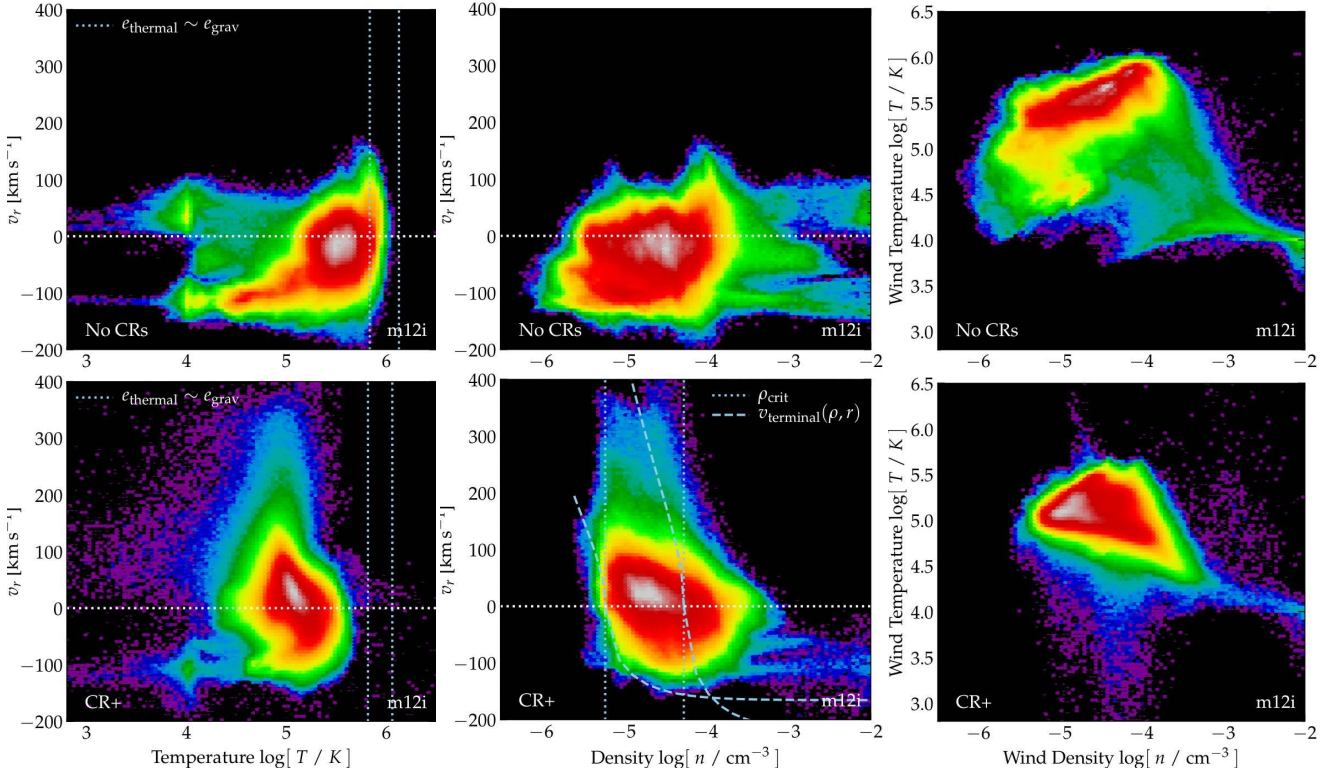 400
300
200
100
0
−100
−200
v_r [km s⁻¹]
e_thermal ∼ e_grav
No CRs
m12i
3
4
5
6
400
300
200
100
0
−100
−200
v_r [km s⁻¹]
No CRs
m12i
−6
−5
−4
−3
−2
6.5
6.0
5.5
5.0
4.5
4.0
3.5
3.0
Wind Temperature log[ T / K ]
No CRs
m12i
−6
−5
−4
−3
−2
400
300
200
100
0
−100
−200
v_r [km s⁻¹]
e_thermal ∼ e_grav
CR+
m12i
3
4
5
6
Temperature log[ T / K ]
400
300
200
100
0
−100
−200
v_r [km s⁻¹]
ρ_crit
v_terminal(ρ, r)
CR+
m12i
−6
−5
−4
−3
−2
Density log[ n / cm⁻³ ]
6.5
6.0
5.5
5.0
4.5
4.0
3.5
3.0
Wind Temperature log[ T / K ]
CR+
m12i
−6
−5
−4
−3
−2
Wind Density log[ n / cm⁻³ ]